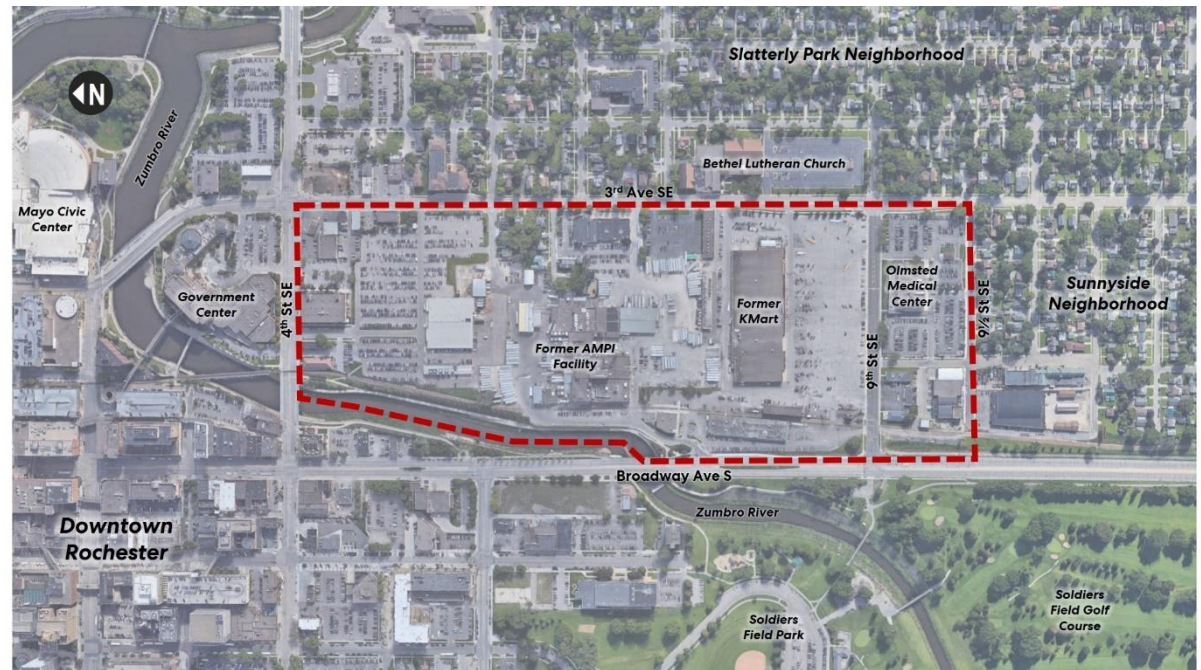 Slatterly Park Neighborhood
N
Zumbro River
Bethel Lutheran Church
3rd Ave SE
Mayo Civic
Center
Government
Center
4th St SE
Former AMPI
Facility
Former
KMart
9th St SE
Olmsted
Medical
Center
9½ St SE
Sunnyside
Neighborhood
Broadway Ave S
Zumbro River
Downtown
Rochester
Soldiers
Field Park
Soldiers
Field Golf
Course